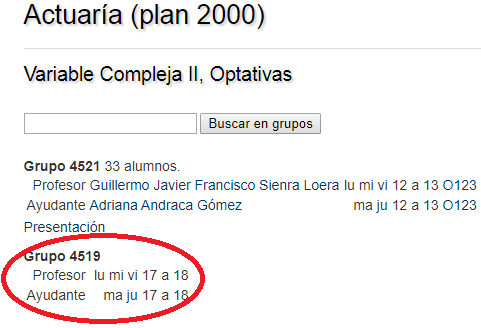 Actuaría (plan 2000)
Variable Compleja II, Optativas
Buscar en grupos
Grupo 4521 33 alumnos.
Profesor Guillermo Javier Francisco Sienra Loera lu mi vi 12 a 13 O123
Ayudante Adriana Andraca Gómez ma ju 12 a 13 O123
Presentación
Grupo 4519
Profesor lu mi vi 17 a 18
Ayudante ma ju 17 a 18